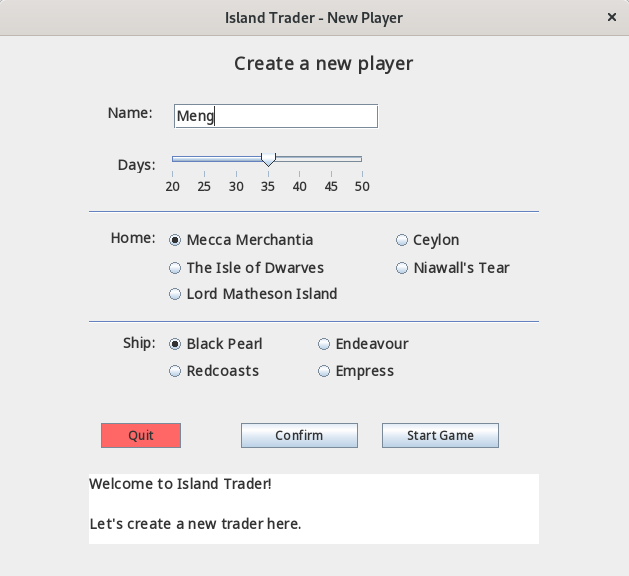 Island Trader - New Player
Create a new player
Name: Meng
Days:
20 25 30 35 40 45 50
Home: Mecca Merchantia Ceylon
The Isle of Dwarves Niawall's Tear
Lord Matheson Island
Ship: Black Pearl Endeavour
Redcoasts Empress
Quit Confirm Start Game
Welcome to Island Trader!
Let's create a new trader here.